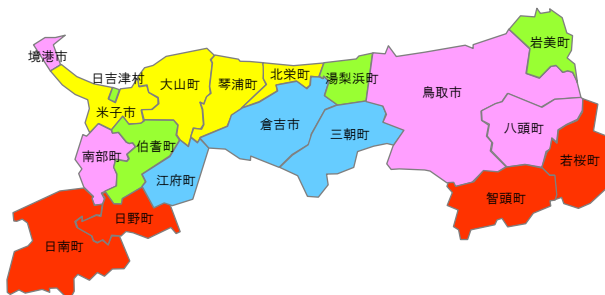 岩美町
境港市
日吉津村
大山町
琴浦町
北栄町
湯梨浜町
鳥取市
米子市
倉吉市
三朝町
八頭町
南部町
伯耆町
江府町
若桜町
智頭町
日野町
日南町